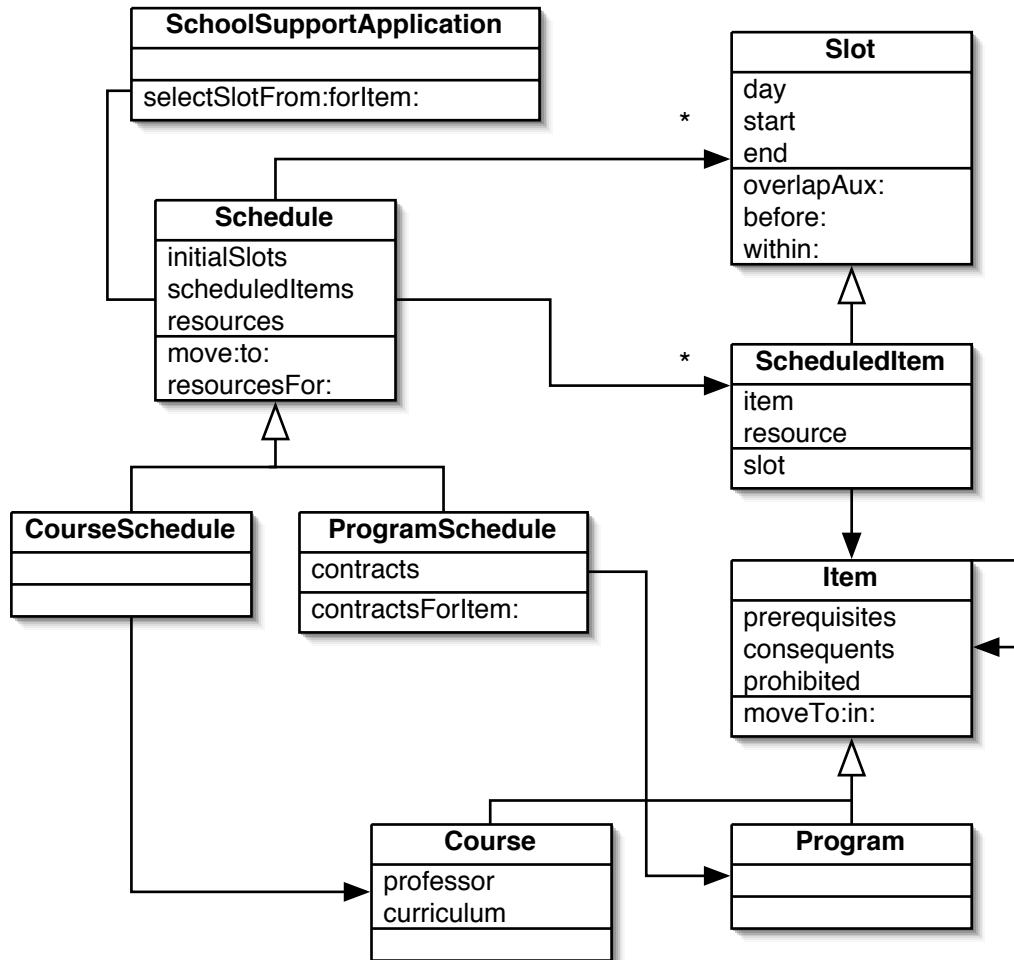 SchoolSupportApplication
selectSlotFrom:forItem:
Slot
day
start
end
overlapAux:
before:
within:
*
Schedule
initialSlots
scheduledItems
resources
move:to:
resourcesFor:
*
ScheduledItem
item
resource
slot
CourseSchedule
ProgramSchedule
contracts
contractsForItem:
Item
prerequisites
consequents
prohibited
moveTo:in:
Course
professor
curriculum
Program